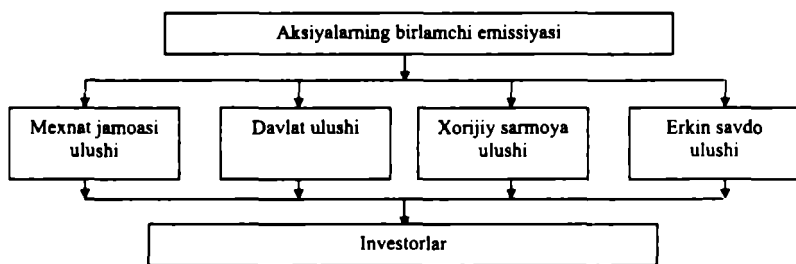 Aksiyalarning birlamchi emissiyasi
Mexnat jamoasi
ulushi
Davlat ulushi
Xorijiy sarmoya
ulushi
Erkin savdo
ulushi
Investorlar